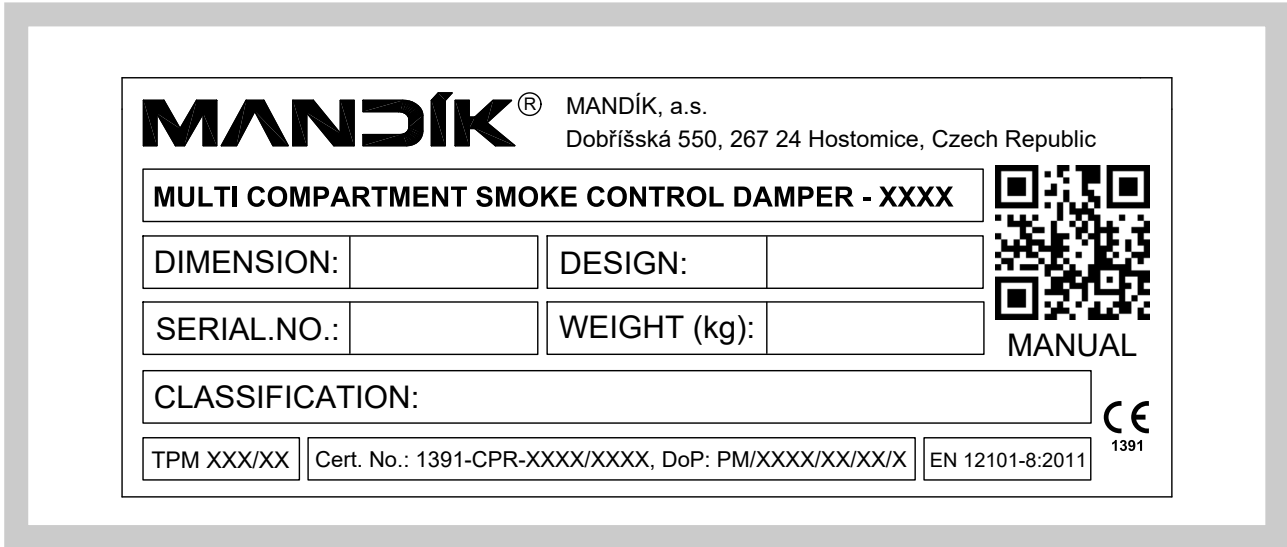 MANDÍK®
MANDÍK, a.s.
Dobříšská 550, 267 24 Hostomice, Czech Republic
MULTI COMPARTMENT SMOKE CONTROL DAMPER - XXXX
DIMENSION:
DESIGN:
SERIAL.NO.:
WEIGHT (kg):
MANUAL
CLASSIFICATION:
CE
1391
TPM XXX/XX
Cert. No.: 1391-CPR-XXXX/XXXX, DoP: PM/XXXX/XX/XX/X
EN 12101-8:2011